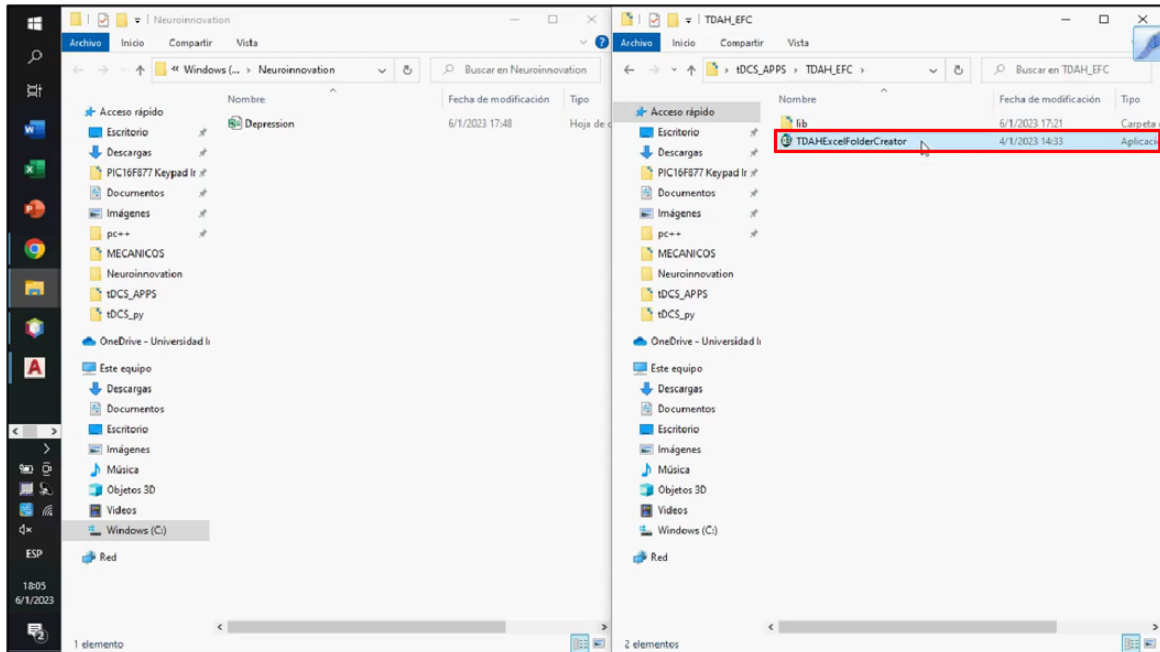 Neuroinnovation
Archivo Inicio Compartir Vista
« Windows (... › Neuroinnovation
Buscar en Neuroinnovation
Nombre Fecha de modificación Tipo
Depression 6/1/2023 17:48 Hoja de c
Acceso rápido
Escritorio
Descargas
PIC16F877 Keypad Ir
Documentos
Imágenes
pc++
MECANICOS
Neuroinnovation
tDCS_APPS
tDCS_py
OneDrive - Universidad Ir
Este equipo
Descargas
Documentos
Escritorio
Imágenes
Música
Objetos 3D
Videos
Windows (C:)
Red
1 elemento
TDAH_EFC
Archivo Inicio Compartir Vista
› tDCS_APPS › TDAH_EFC ›
Buscar en TDAH_EFC
Nombre Fecha de modificación Tipo
lib 6/1/2023 17:21 Carpeta
TDAHExcelFolderCreator 4/1/2023 14:33 Aplicaci
Acceso rápido
Escritorio
Descargas
PIC16F877 Keypad Ir
Documentos
Imágenes
pc++
MECANICOS
Neuroinnovation
tDCS_APPS
tDCS_py
OneDrive - Universidad Ir
Este equipo
Descargas
Documentos
Escritorio
Imágenes
Música
Objetos 3D
Videos
Windows (C:)
Red
2 elementos
ESP
18:05
6/1/2023
2